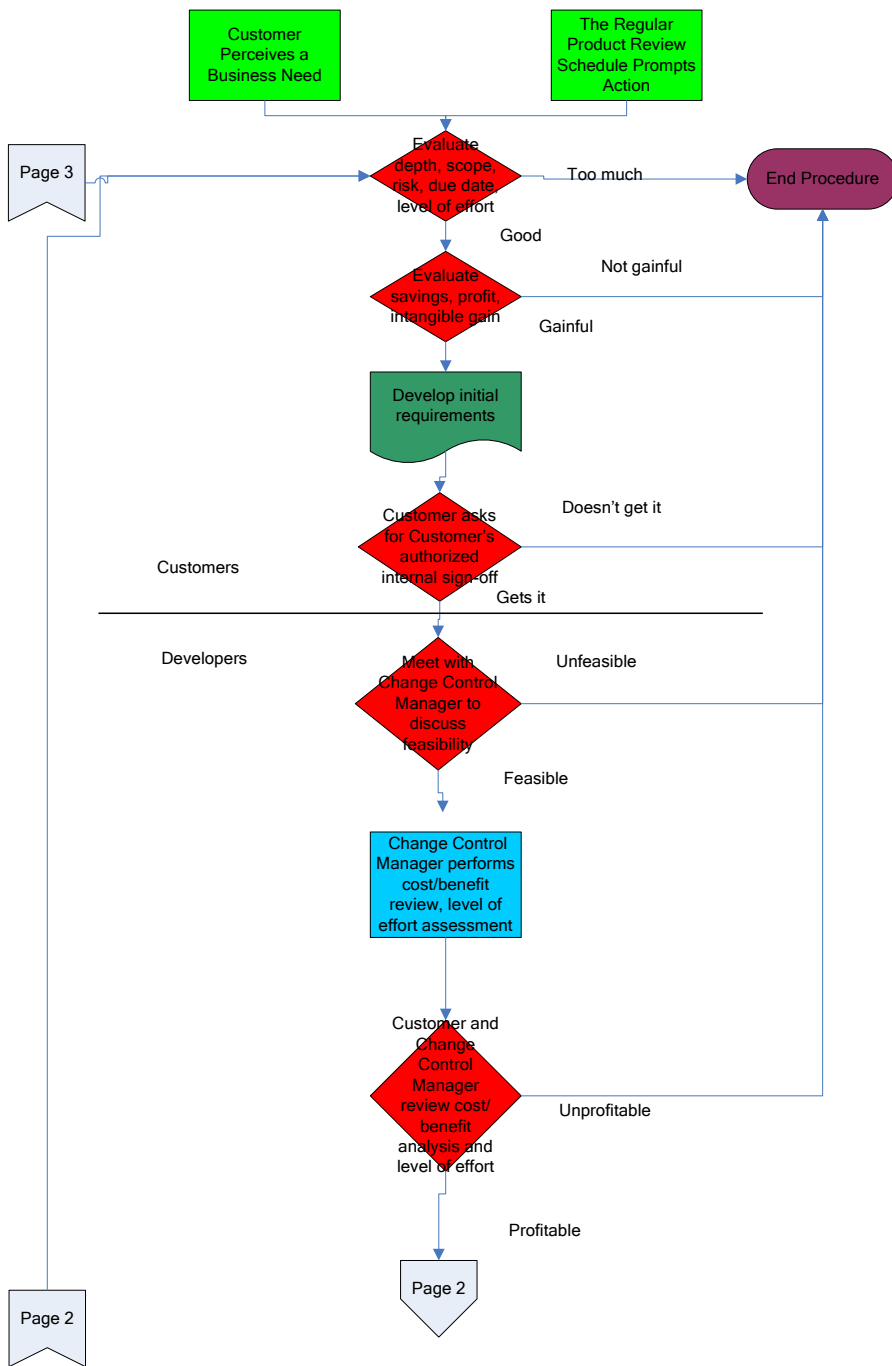 Customer
Perceives a
Business Need
The Regular
Product Review
Schedule Prompts
Action
Page 3
Evaluate
depth, scope,
risk, due date,
level of effort
Too much
End Procedure
Good
Evaluate
savings, profit,
intangible gain
Not gainful
Gainful
Develop initial
requirements
Customer asks
for Customer's
authorized
internal sign-off
Doesn't get it
Customers
Gets it
Developers
Meet with
Change Control
Manager to
discuss
feasibility
Unfeasible
Feasible
Change Control
Manager performs
cost/benefit
review, level of
effort assessment
Customer and
Change
Control
Manager
review cost/
benefit
analysis and
level of effort
Unprofitable
Profitable
Page 2
Page 2